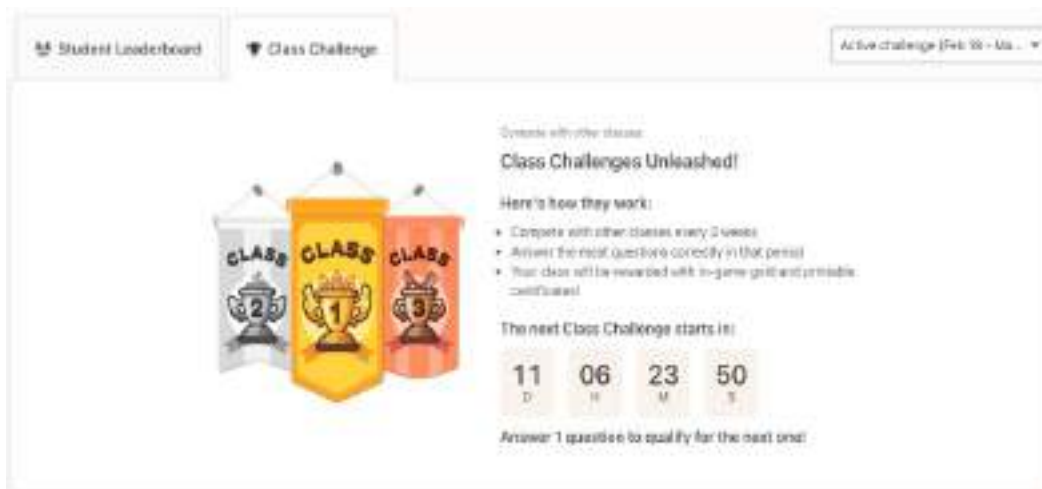 Student Leaderboard
Class Challenge
Active challenge (Feb 18 - Ma...
Compete with other classes
Class Challenges Unleashed!
Here's how they work:
Compete with other classes every 2 weeks
Answer the most questions correctly in that period
Your class will be rewarded with in-game gold and printable
certificates!
The next Class Challenge starts in:
11 06 23 50
D H M S
Answer 1 question to qualify for the next one!
CLASS CLASS CLASS
2 1 3